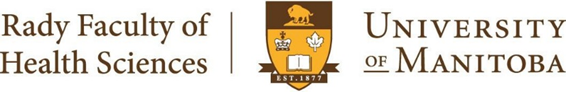 Rady Faculty of
Health Sciences
EST. 1877
UNIVERSITY
OF MANITOBA